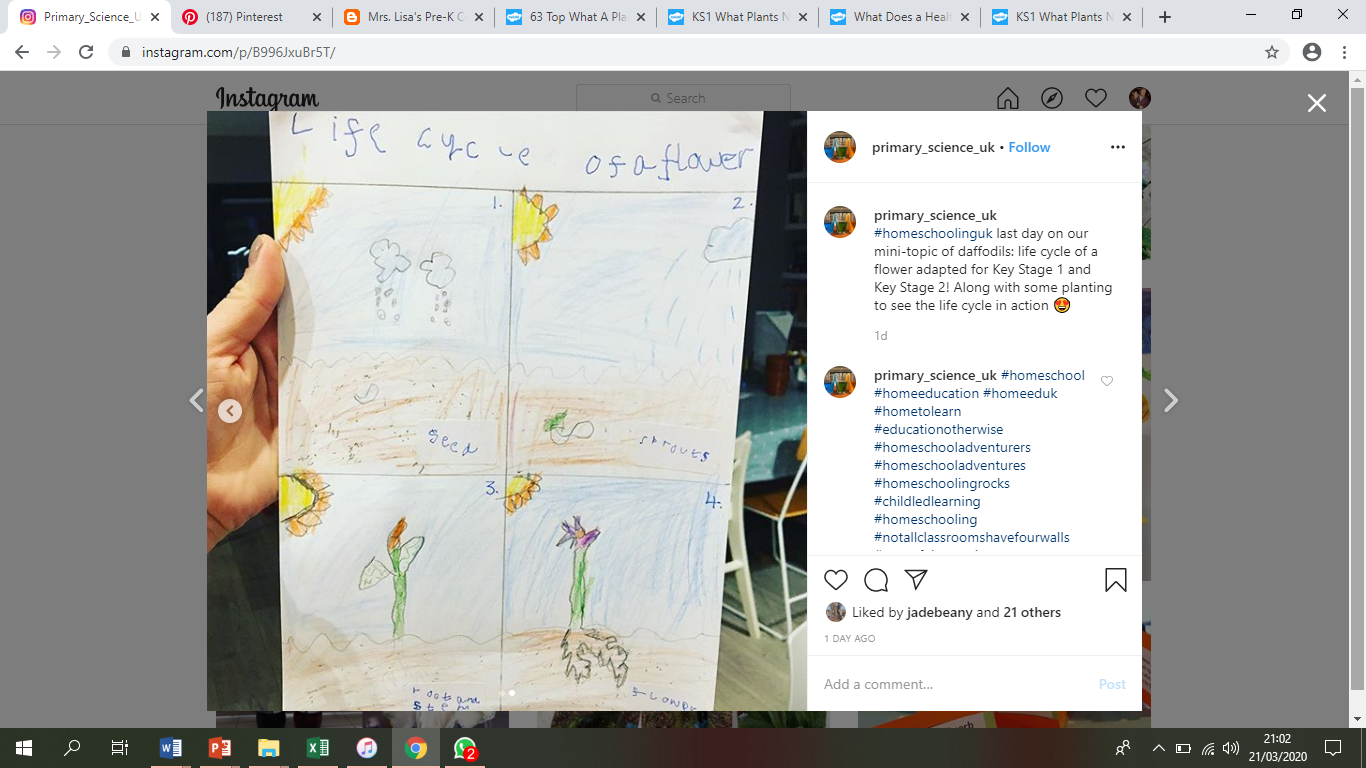 Primary_Science_U
(187) Pinterest
Mrs. Lisa's Pre-K C
63 Top What A Pla
KS1 What Plants N
What Does a Heal
KS1 What Plants N
instagram.com/p/B996JxuBr5T/
Instagram
Search
Life cycle of a flower
1.
2.
seed
sprouts
3.
4.
root and
stem
flower
primary_science_uk • Follow
primary_science_uk
#homeschoolinguk last day on our
mini-topic of daffodils: life cycle of a
flower adapted for Key Stage 1 and
Key Stage 2! Along with some planting
to see the life cycle in action 😍
1d
primary_science_uk #homeschool
#homeeducation #homeeduk
#hometolearn
#educationotherwise
#homeschooladventurers
#homeschooladventures
#homeschoolingrocks
#childledlearning
#homeschooling
#notallclassroomshavefourwalls
Liked by jadebeany and 21 others
1 DAY AGO
Add a comment...
Post
2
21:02
21/03/2020